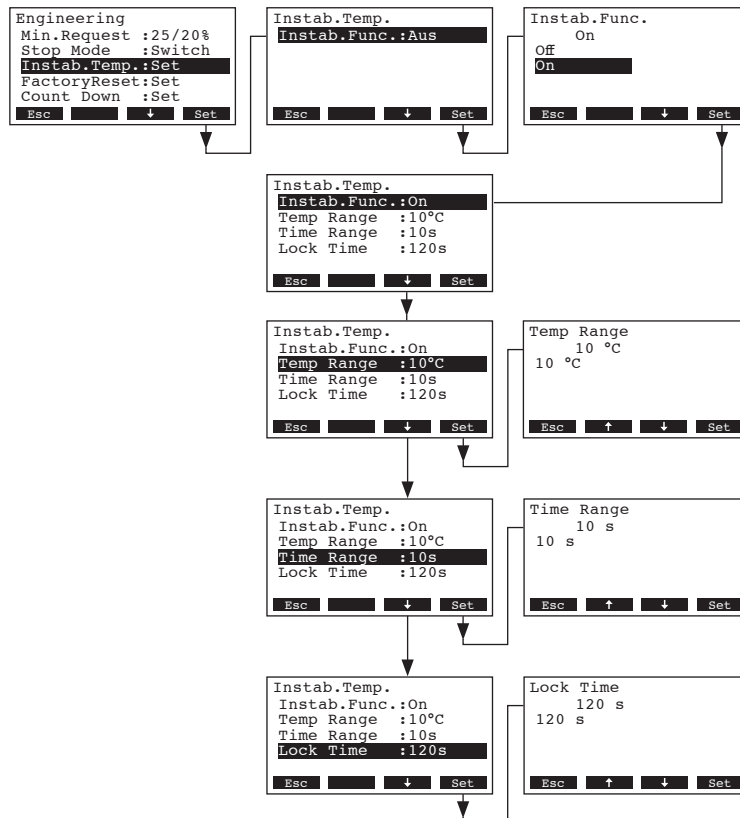 Engineering
Min.Request :25/20%
Stop Mode :Switch
Instab.Temp.:Set
FactoryReset:Set
Count Down :Set
Esc ↓ Set
Instab.Temp.
Instab.Func.:Aus
Esc ↓ Set
Instab.Func.
On
Off
On
Esc ↓ Set
Instab.Temp.
Instab.Func.:On
Temp Range :10°C
Time Range :10s
Lock Time :120s
Esc ↓ Set
Instab.Temp.
Instab.Func.:On
Temp Range :10°C
Time Range :10s
Lock Time :120s
Esc ↓ Set
Temp Range
10 °C
10 °C
Esc ↑ ↓ Set
Instab.Temp.
Instab.Func.:On
Temp Range :10°C
Time Range :10s
Lock Time :120s
Esc ↓ Set
Time Range
10 s
10 s
Esc ↑ ↓ Set
Instab.Temp.
Instab.Func.:On
Temp Range :10°C
Time Range :10s
Lock Time :120s
Esc ↓ Set
Lock Time
120 s
120 s
Esc ↑ ↓ Set